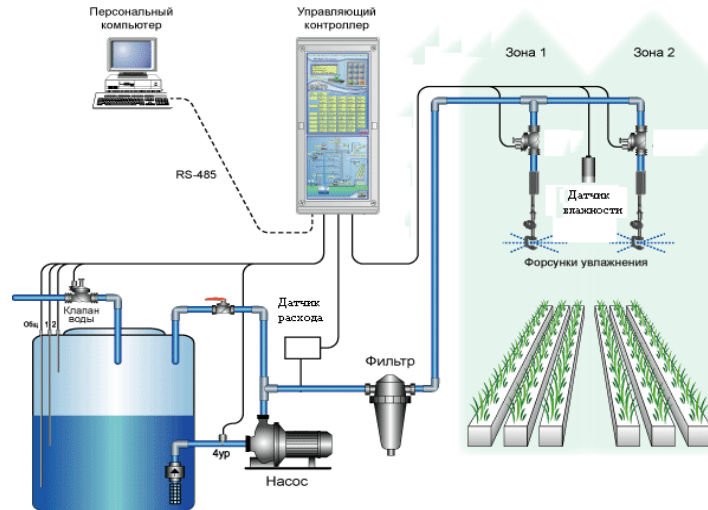 Персональный
компьютер
Управляющий
контроллер
Зона 1
Зона 2
RS-485
Датчик
влажности
Форсунки увлажнения
Клапан
воды
Общ 1 2
Датчик
расхода
Фильтр
4ур
Насос